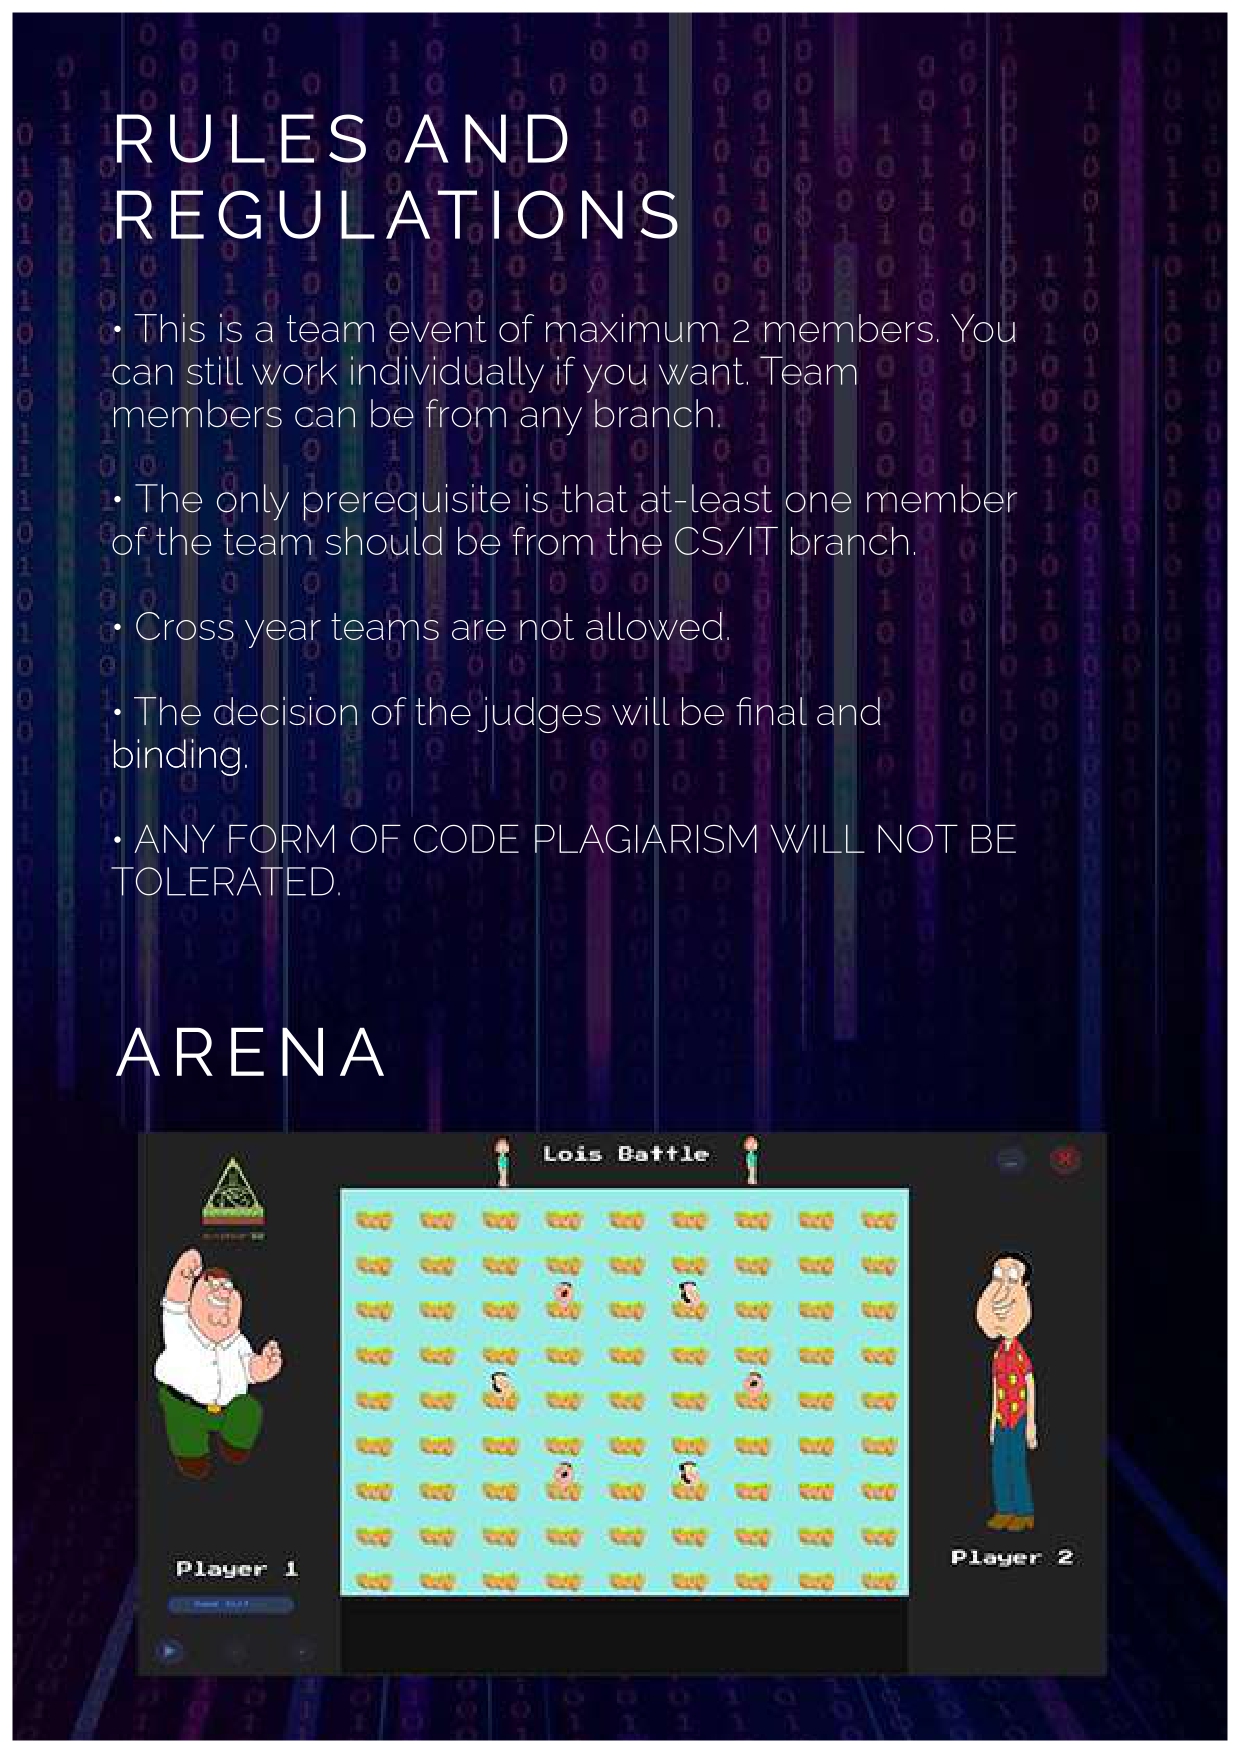 RULES AND
REGULATIONS
• This is a team event of maximum 2 members. You
can still work individually if you want. Team
members can be from any branch.
• The only prerequisite is that at-least one member
of the team should be from the CS/IT branch.
• Cross year teams are not allowed.
• The decision of the judges will be final and
binding.
• ANY FORM OF CODE PLAGIARISM WILL NOT BE
TOLERATED.
ARENA
Lois Battle
Player 1
Player 2